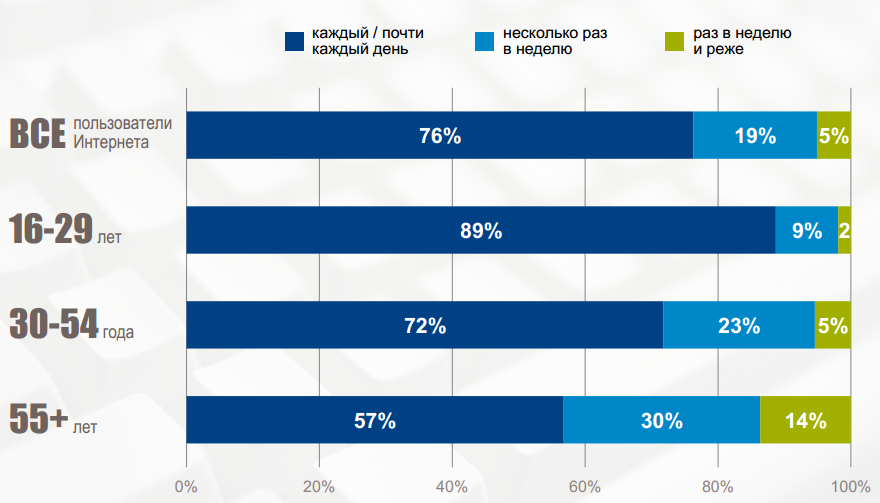 каждый / почти
каждый день
несколько раз
в неделю
раз в неделю
и реже
ВСЕ пользователи
Интернета
76% 19% 5%
16-29 лет
89% 9% 2
30-54 года
72% 23% 5%
55+ лет
57% 30% 14%
0% 20% 40% 60% 80% 100%